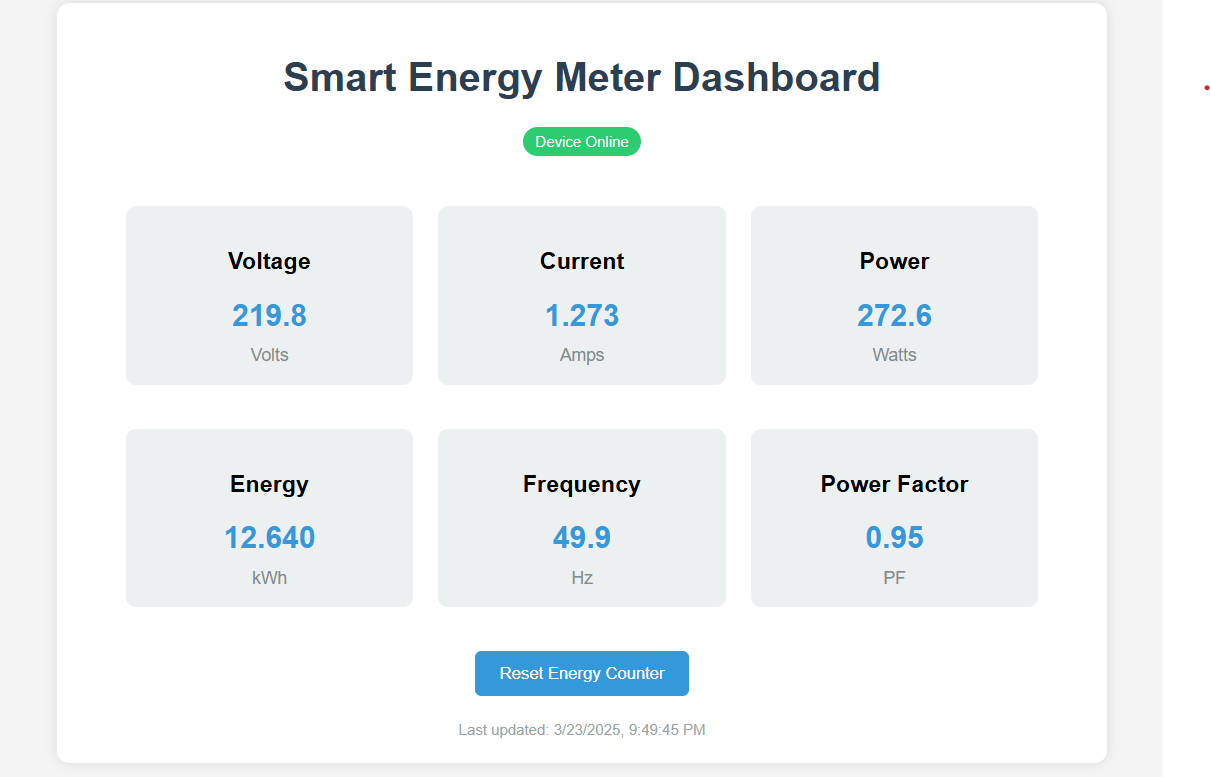 Smart Energy Meter Dashboard
Device Online
Voltage
219.8
Volts
Current
1.273
Amps
Power
272.6
Watts
Energy
12.640
kWh
Frequency
49.9
Hz
Power Factor
0.95
PF
Reset Energy Counter
Last updated: 3/23/2025, 9:49:45 PM